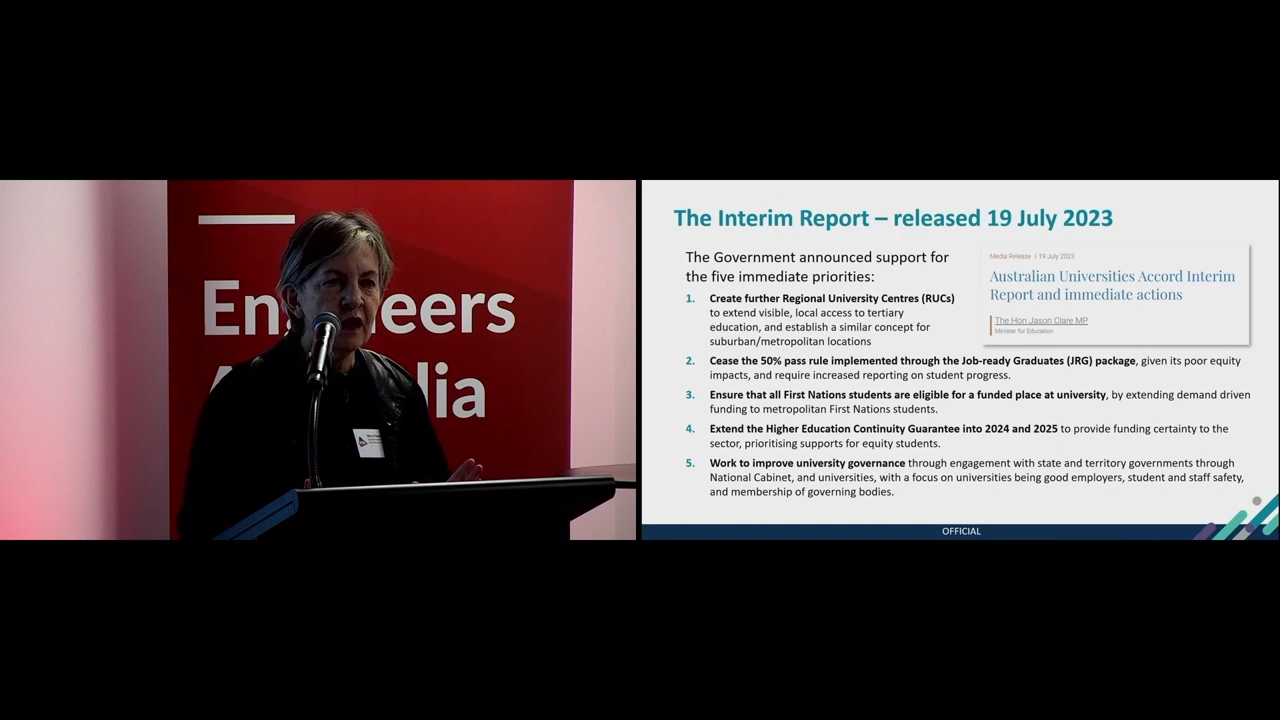 Engineers
Australia
The Interim Report – released 19 July 2023
The Government announced support for
the five immediate priorities:
1. Create further Regional University Centres (RUCs)
to extend visible, local access to tertiary
education, and establish a similar concept for
suburban/metropolitan locations
Media Release | 19 July 2023
Australian Universities Accord Interim
Report and immediate actions
The Hon Jason Clare MP
Minister for Education
2. Cease the 50% pass rule implemented through the Job-ready Graduates (JRG) package, given its poor equity
impacts, and require increased reporting on student progress.
3. Ensure that all First Nations students are eligible for a funded place at university, by extending demand driven
funding to metropolitan First Nations students.
4. Extend the Higher Education Continuity Guarantee into 2024 and 2025 to provide funding certainty to the
sector, prioritising supports for equity students.
5. Work to improve university governance through engagement with state and territory governments through
National Cabinet, and universities, with a focus on universities being good employers, student and staff safety,
and membership of governing bodies.
OFFICIAL